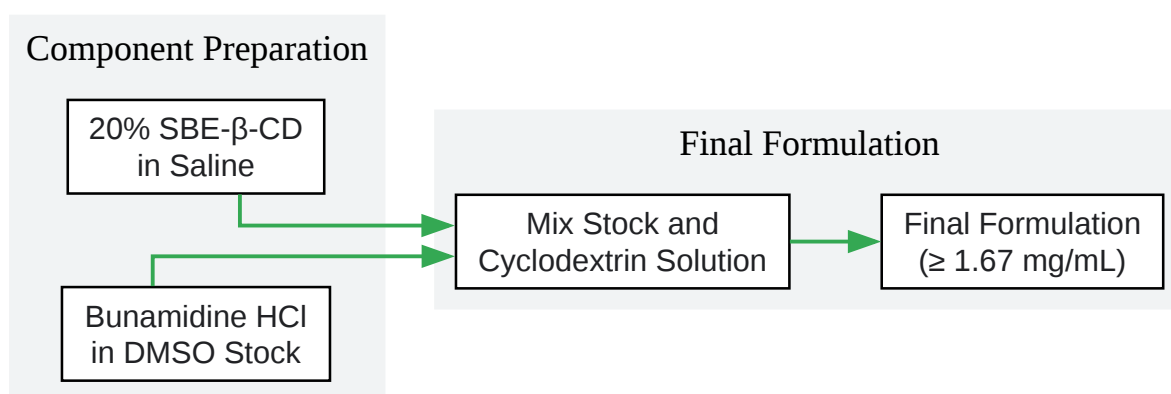 Component Preparation
20% SBE-β-CD
in Saline
Bunamidine HCl
in DMSO Stock
Final Formulation
Mix Stock and
Cyclodextrin Solution
Final Formulation
(≥ 1.67 mg/mL)